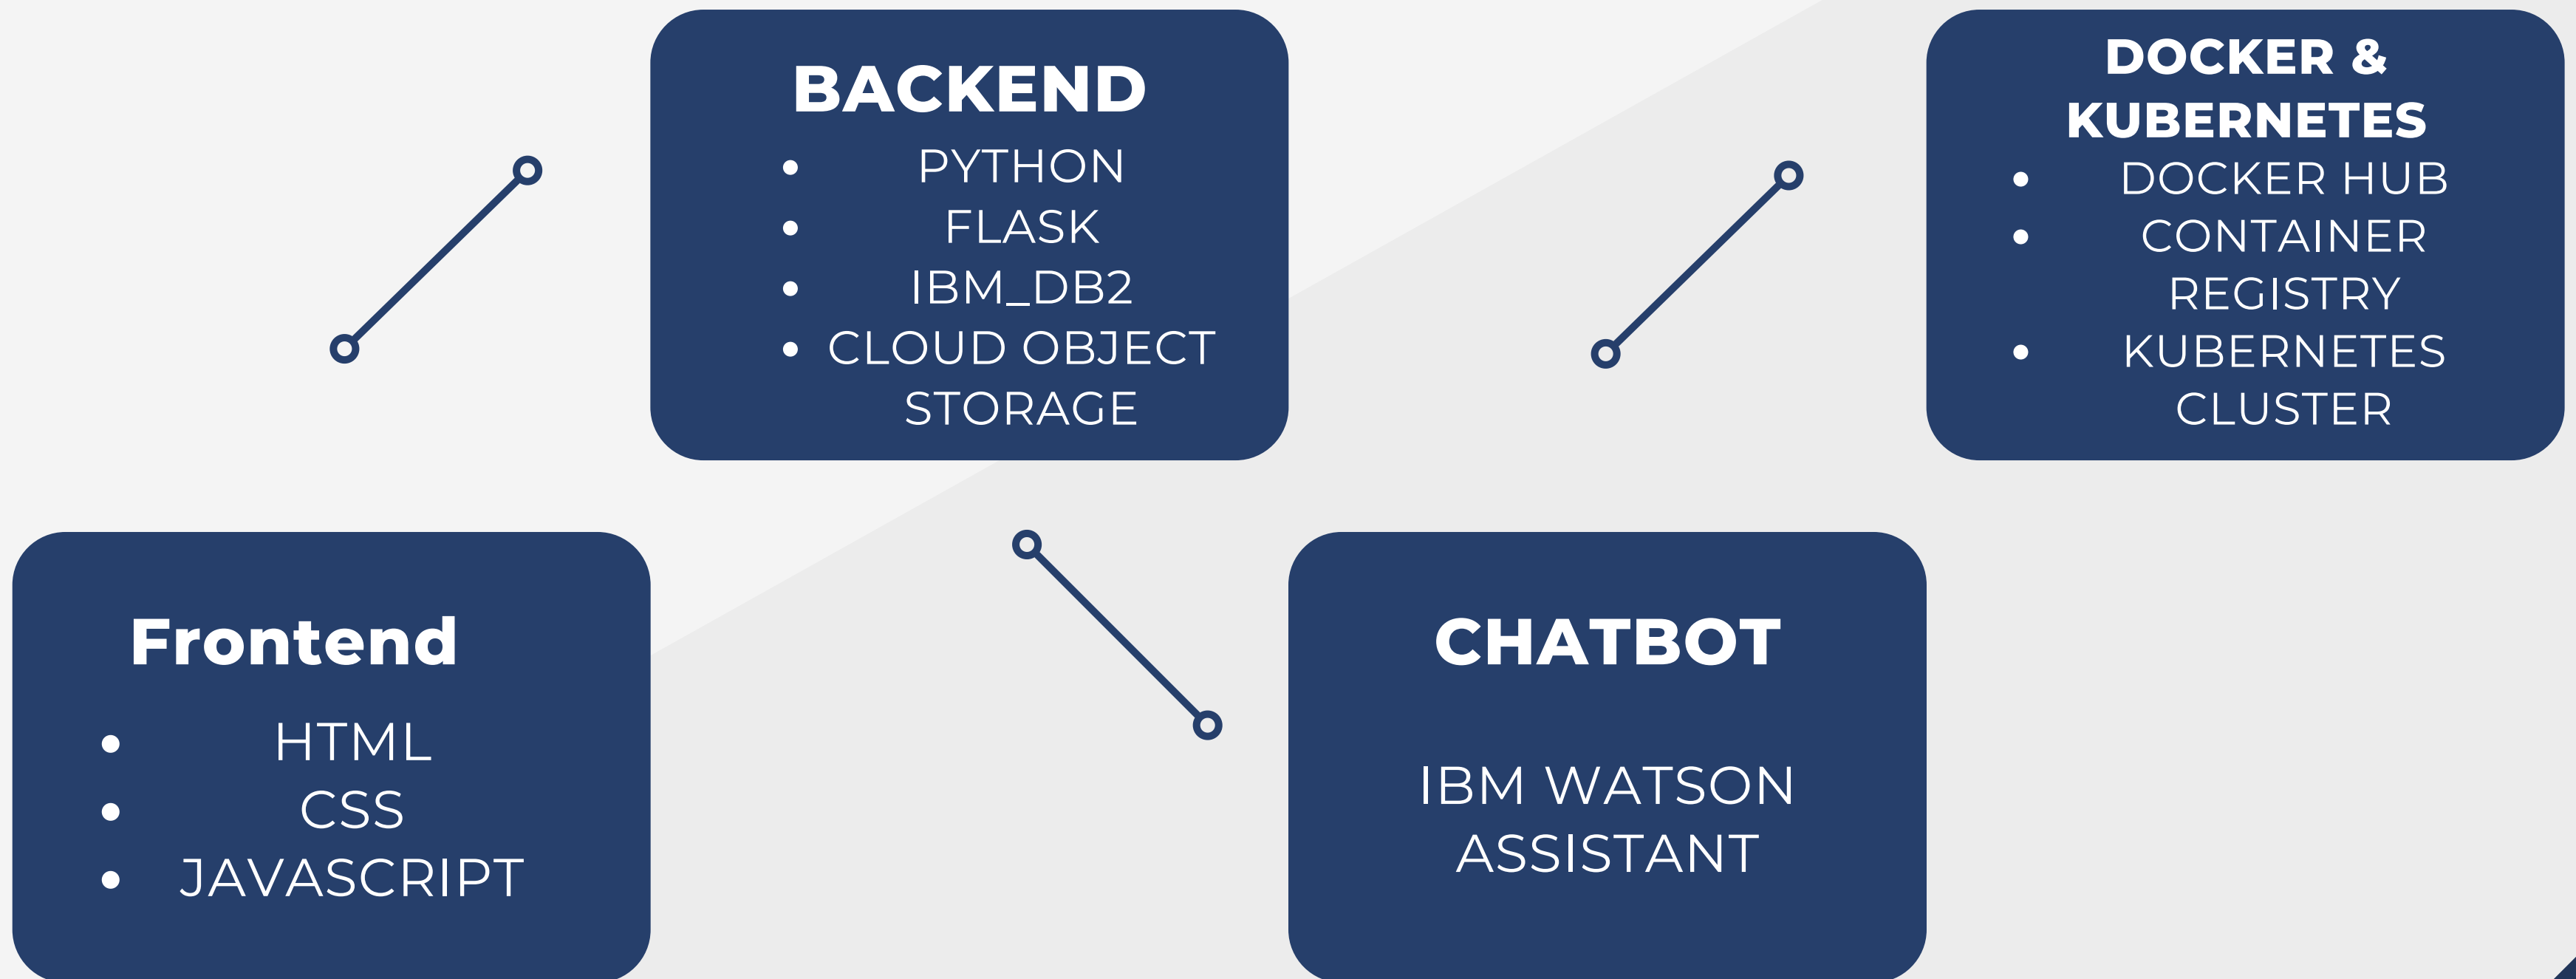 BACKEND
• PYTHON
• FLASK
• IBM_DB2
• CLOUD OBJECT
STORAGE
DOCKER &
KUBERNETES
• DOCKER HUB
• CONTAINER
REGISTRY
• KUBERNETES
CLUSTER
Frontend
• HTML
• CSS
• JAVASCRIPT
CHATBOT
IBM WATSON
ASSISTANT